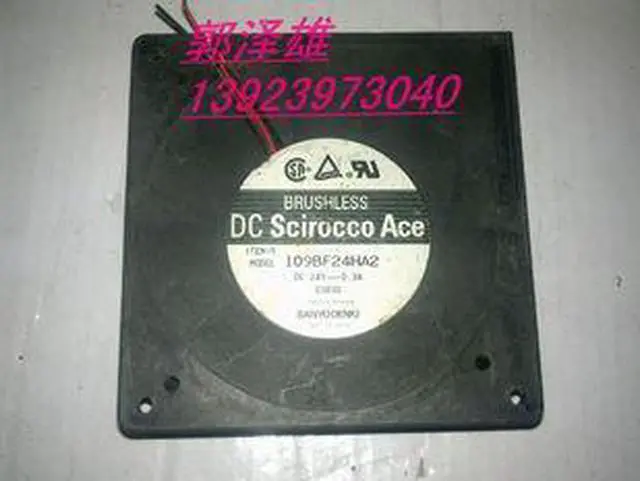 郭泽雄
13923973040
BRUSHLESS
DC Scirocco Ace
MODEL 109BF24HA2
DC 24V 0.3A
SANYO DENKI